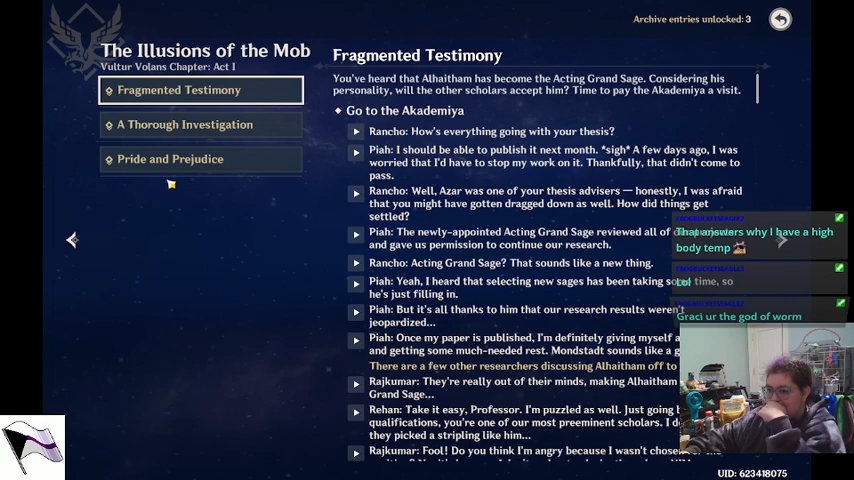 Archive entries unlocked: 3
The Illusions of the Mob
Vultur Volans Chapter: Act I
Fragmented Testimony
A Thorough Investigation
Pride and Prejudice
Fragmented Testimony
You've heard that Alhaitham has become the Acting Grand Sage. Considering his
personality, will the other scholars accept him? Time to pay the Akademiya a visit.
Go to the Akademiya
Rancho: How's everything going with your thesis?
Piah: I should be able to publish it next month. *sigh* A few days ago, I was
worried that I'd have to stop my work on it. Thankfully, that didn't come to
pass.
Rancho: Well, Azar was one of your thesis advisers — honestly, I was afraid
that you might have gotten dragged down as well. How did things get
settled?
Piah: The newly-appointed Acting Grand Sage reviewed all of
and gave us permission to continue our research.
Rancho: Acting Grand Sage? That sounds like a new thing.
Piah: Yeah, I heard that selecting new sages has been taking some time, so
he's just filling in.
Piah: But it's all thanks to him that our research results weren't
jeopardized...
Piah: Once my paper is published, I'm definitely giving myself a
and getting some much-needed rest. Mondstadt sounds like a
There are a few other researchers discussing Alhaitham off to
Rajkumar: They're really out of their minds, making Alhaitham
Grand Sage...
Rehan: Take it easy, Professor. I'm puzzled as well. Just going
qualifications, you're one of our most preeminent scholars. I
they picked a stripling like him...
Rajkumar: Fool! Do you think I'm angry because I wasn't chosen
That answers why I have a high
body temp
Lol
Graci ur the god of worm
UID: 623418075